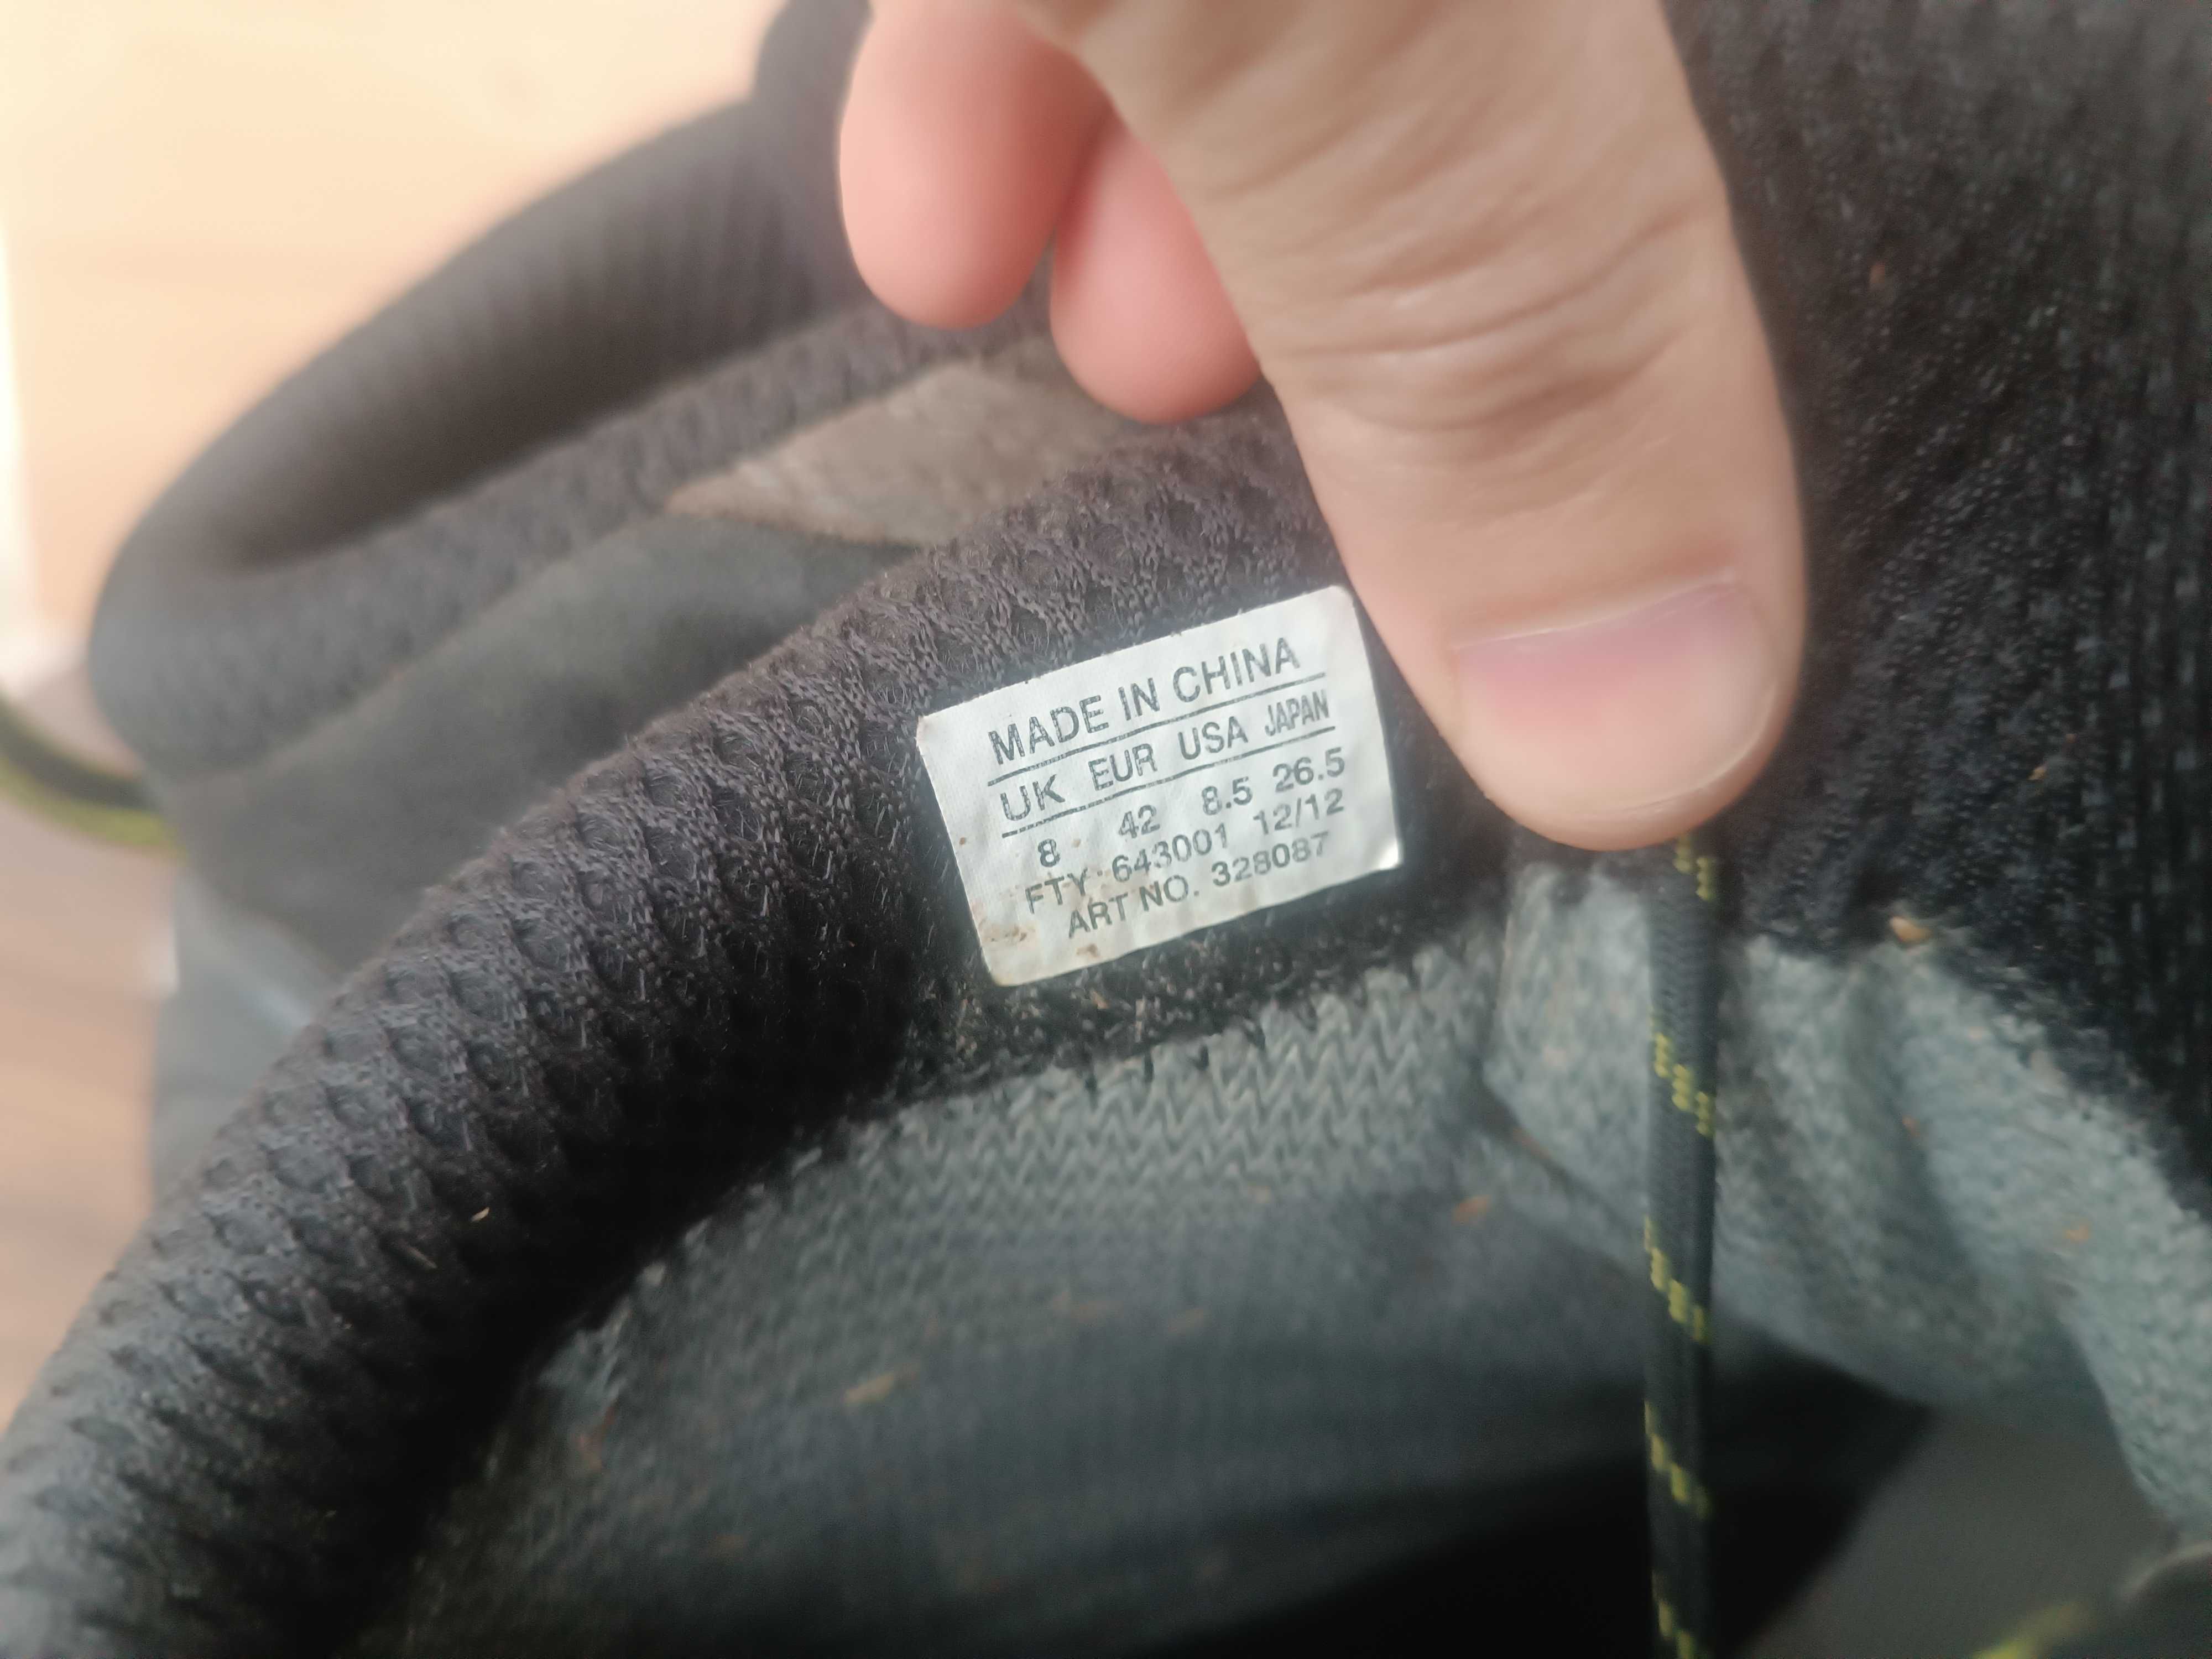 MADE IN CHINA
UK EUR USA JAPAN
8 42 8.5 26.5
FTY 643001 12/12
ART NO. 328087